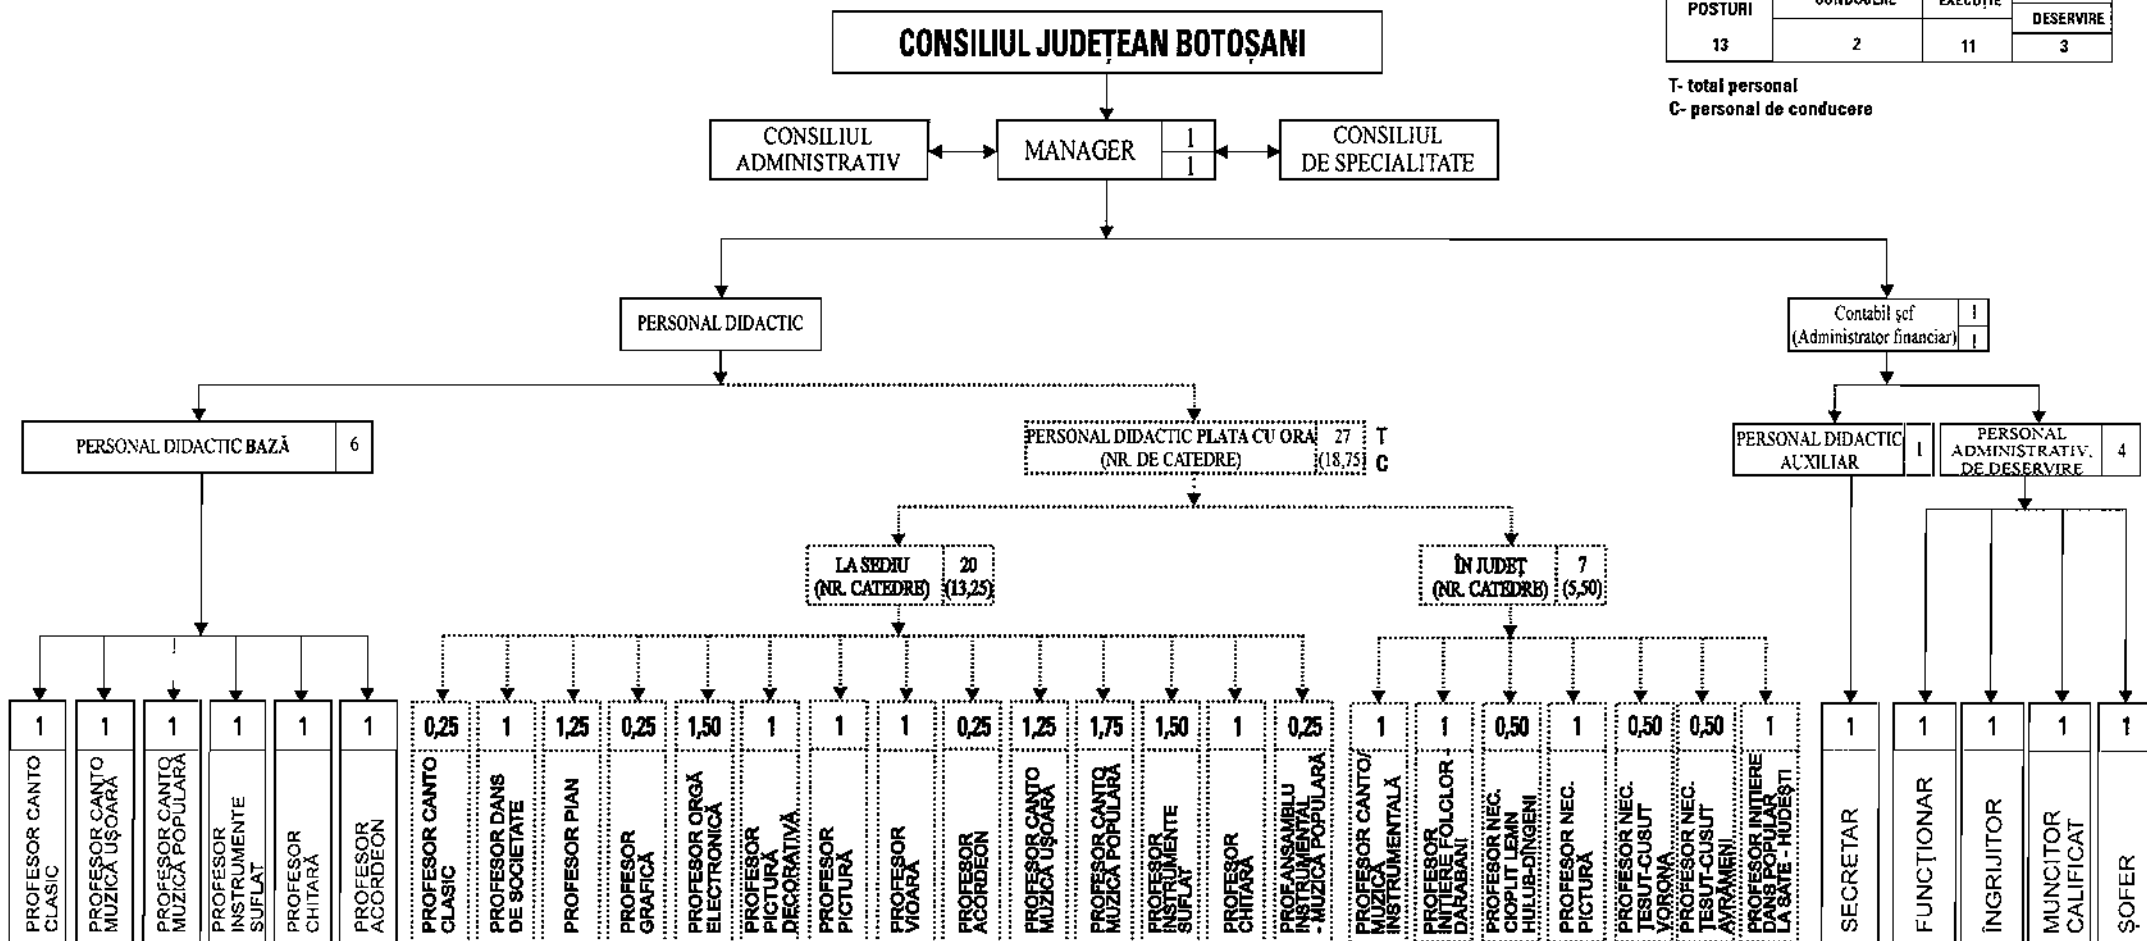 POSTURI
CONDUCERE
EXECUȚIE
DESERVIRE
13
2
11
3
T- total personal
C- personal de conducere
CONSILIUL JUDEȚEAN BOTOȘANI
CONSILIUL
ADMINISTRATIV
MANAGER
1
1
CONSILIUL
DE SPECIALITATE
PERSONAL DIDACTIC
Contabil șef
(Administrator financiar)
1
1
PERSONAL DIDACTIC BAZĂ
6
PERSONAL DIDACTIC PLATA CU ORA
(NR. DE CATEDRE)
27
(18,75)
T
C
PERSONAL DIDACTIC
AUXILIAR
1
PERSONAL
ADMINISTRATIV,
DE DESERVIRE
4
LA SEDIU
(NR. CATEDRE)
20
(13,25)
ÎN JUDEȚ
(NR. CATEDRE)
7
(5,50)
1
PROFESOR CANTO
CLASIC
1
PROFESOR CANTO
MUZICĂ UȘOARĂ
1
PROFESOR CANTO
MUZICĂ POPULARĂ
1
PROFESOR
INSTRUMENTE
SUFLAT
1
PROFESOR
CHITARĂ
1
PROFESOR
ACORDEON
0,25
PROFESOR CANTO
CLASIC
1
PROFESOR DANS
DE SOCIETATE
1,25
PROFESOR PIAN
0,25
PROFESOR
GRAFICĂ
1,50
PROFESOR ORGĂ
ELECTRONICĂ
1
PROFESOR
PICTURĂ
DECORATIVĂ
1
PROFESOR
PICTURĂ
1
PROFESOR
VIOARĂ
0,25
PROFESOR
ACORDEON
1,25
PROFESOR CANTO
MUZICĂ UȘOARĂ
1,75
PROFESOR CANTO
MUZICĂ POPULARĂ
1,50
PROFESOR
INSTRUMENTE
SUFLAT
1
PROFESOR
CHITARĂ
0,25
PROF.ANSAMBLU
INSTRUMENTAL
- MUZICĂ POPULARĂ
1
PROFESOR CANTO/
MUZICĂ
INSTRUMENTALĂ
1
PROFESOR
INIȚIERE FOLCLOR -
DARABANI
0,50
PROFESOR NEC.
CIOPLIT LEMN
HULUB-DÎNGENI
1
PROFESOR NEC.
PICTURĂ
0,50
PROFESOR NEC.
ȚESUT-CUSUT
VORONA
0,50
PROFESOR NEC.
ȚESUT-CUSUT
AVRĂMENI
1
PROFESOR INIȚIERE
DANS POPULAR
LA SATE - HUDEȘTI
1
SECRETAR
1
FUNCȚIONAR
1
ÎNGRIJITOR
1
MUNCITOR
CALIFICAT
1
ȘOFER